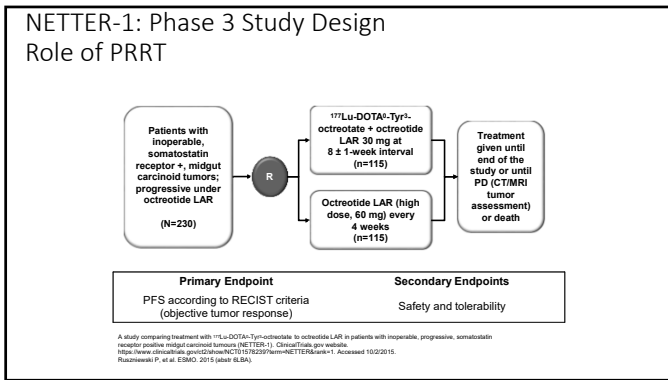 NETTER-1: Phase 3 Study Design
Role of PRRT
Patients with
inoperable,
somatostatin
receptor +, midgut
carcinoid tumors;
progressive under
octreotide LAR
(N=230)
R
¹⁷⁷Lu-DOTA⁰-Tyr³-
octreotate + octreotide
LAR 30 mg at
8 ± 1-week interval
(n=115)
Octreotide LAR (high
dose, 60 mg) every
4 weeks
(n=115)
Treatment
given until
end of the
study or until
PD (CT/MRI
tumor
assessment)
or death
Primary Endpoint
PFS according to RECIST criteria
(objective tumor response)
Secondary Endpoints
Safety and tolerability
A study comparing treatment with ¹⁷⁷Lu-DOTA⁰-Tyr³-octreotate to octreotide LAR in patients with inoperable, progressive, somatostatin
receptor positive midgut carcinoid tumours (NETTER-1). ClinicalTrials.gov website.
https://www.clinicaltrials.gov/ct2/show/NCT01578239?term=NETTER&rank=1. Accessed 10/2/2015.
Ruszniewski P, et al. ESMO. 2015 (abstr 6LBA).